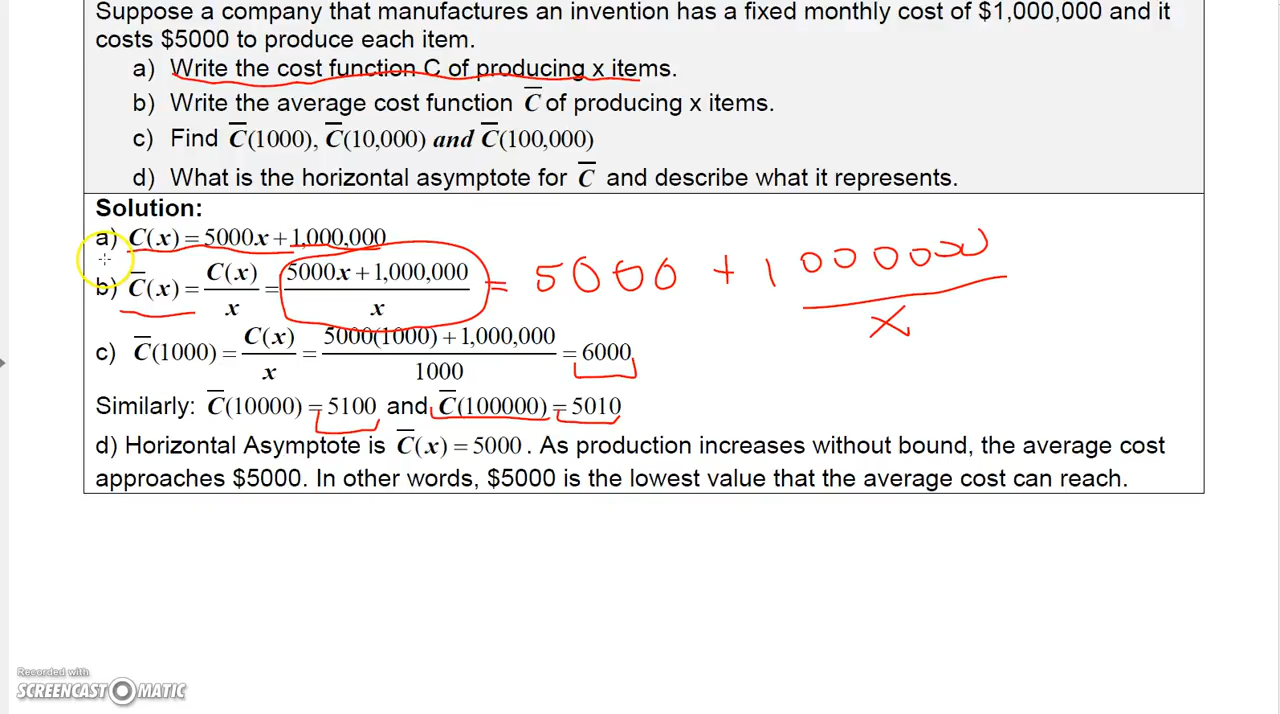 Suppose a company that manufactures an invention has a fixed monthly cost of $1,000,000 and it
costs $5000 to produce each item.
a) Write the cost function C of producing x items.
b) Write the average cost function C̅ of producing x items.
c) Find C̅(1000), C̅(10,000) and C̅(100,000)
d) What is the horizontal asymptote for C̅ and describe what it represents.
Solution:
a) C(x) = 5000x + 1,000,000
b) C̅(x) = C(x)/x = (5000x + 1,000,000)/x = 5000 + 1000000/x
c) C̅(1000) = C(x)/x = (5000(1000) + 1,000,000)/1000 = 6000
Similarly: C̅(10000) = 5100 and C̅(100000) = 5010
d) Horizontal Asymptote is C̅(x) = 5000. As production increases without bound, the average cost
approaches $5000. In other words, $5000 is the lowest value that the average cost can reach.
Recorded with
SCREENCAST-O-MATIC